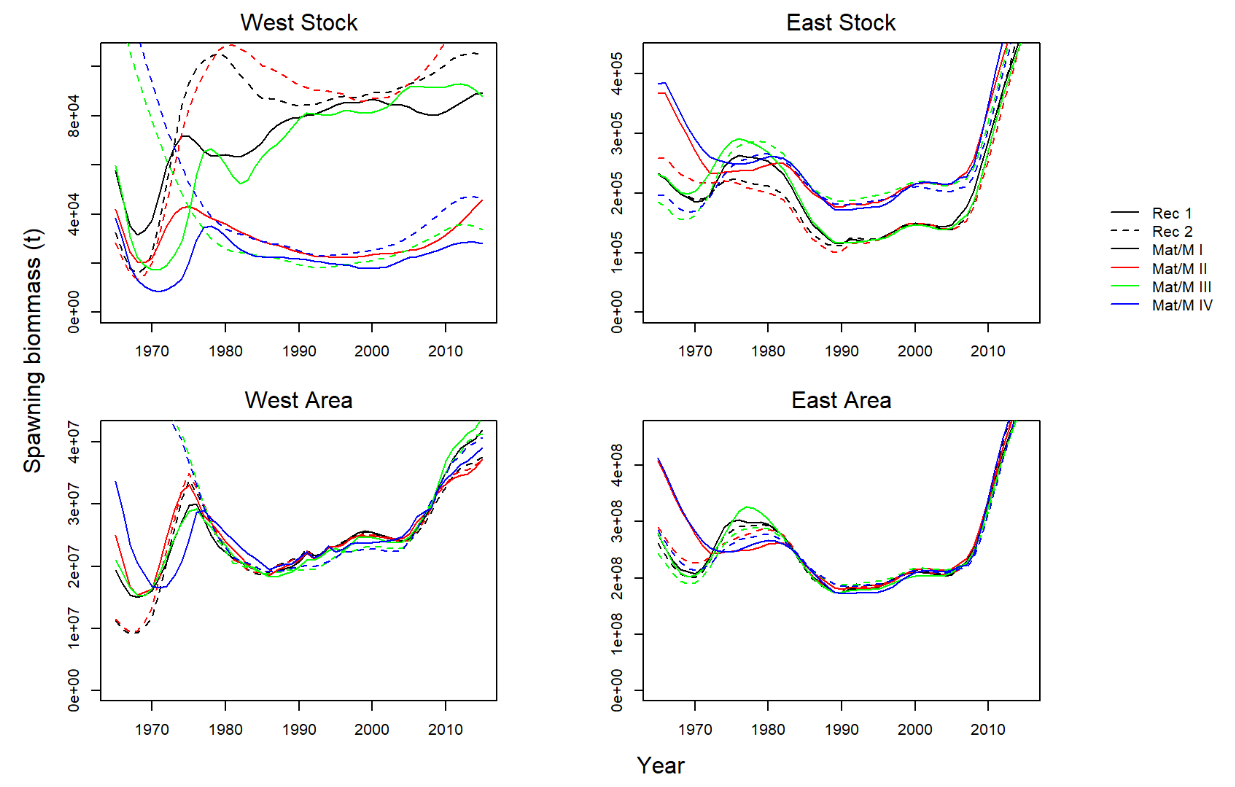 West Stock
East Stock
0e+00
4e+04
8e+04
1970
1980
1990
2000
2010
0e+00
1e+05
2e+05
3e+05
4e+05
1970
1980
1990
2000
2010
Rec 1
Rec 2
Mat/M I
Mat/M II
Mat/M III
Mat/M IV
Spawning biommass (t)
West Area
East Area
0e+00
1e+07
2e+07
3e+07
4e+07
1970
1980
1990
2000
2010
0e+00
1e+08
2e+08
3e+08
4e+08
1970
1980
1990
2000
2010
Year